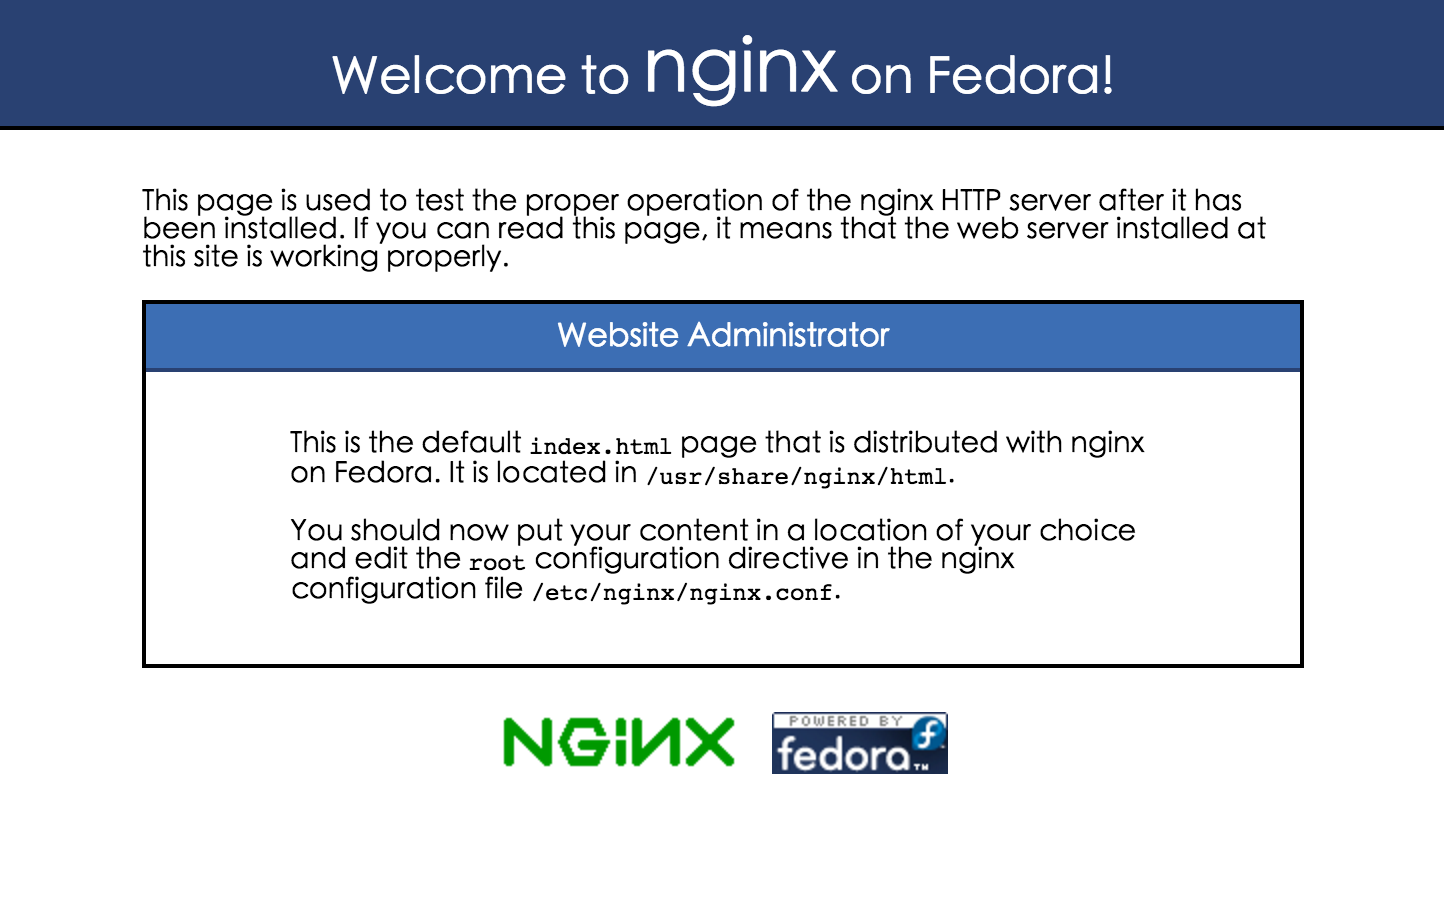 Welcome to nginx on Fedora!
This page is used to test the proper operation of the nginx HTTP server after it has
been installed. If you can read this page, it means that the web server installed at
this site is working properly.
Website Administrator
This is the default index.html page that is distributed with nginx
on Fedora. It is located in /usr/share/nginx/html.
You should now put your content in a location of your choice
and edit the root configuration directive in the nginx
configuration file /etc/nginx/nginx.conf.
NGiNX
POWERED BY
fedora™